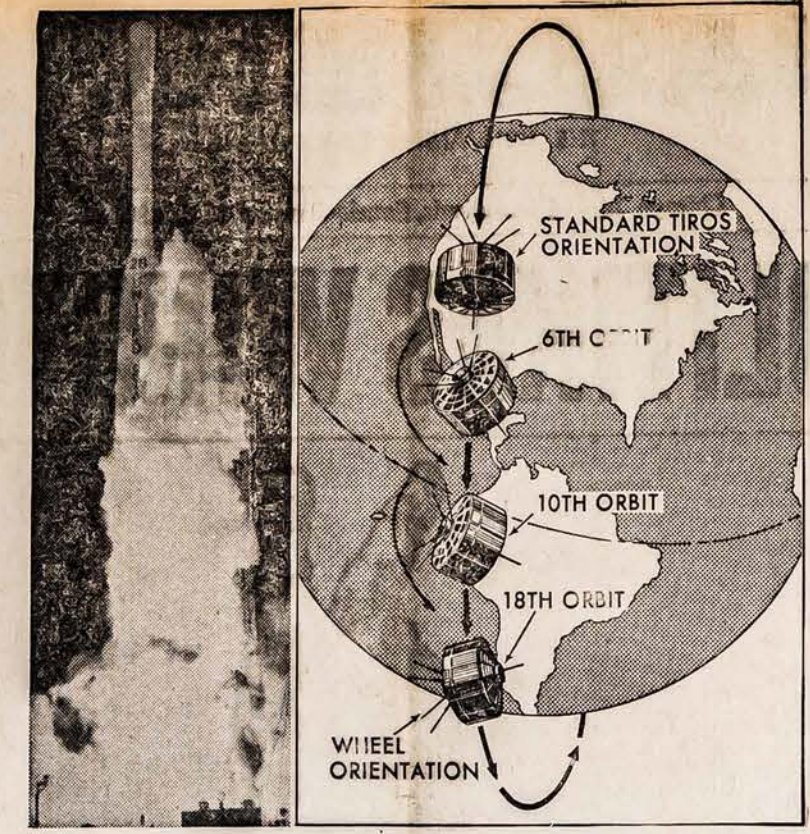 STANDARD TIROS
ORIENTATION
6TH
10TH ORBIT
18TH ORBIT
WHEEL
ORIENTATION